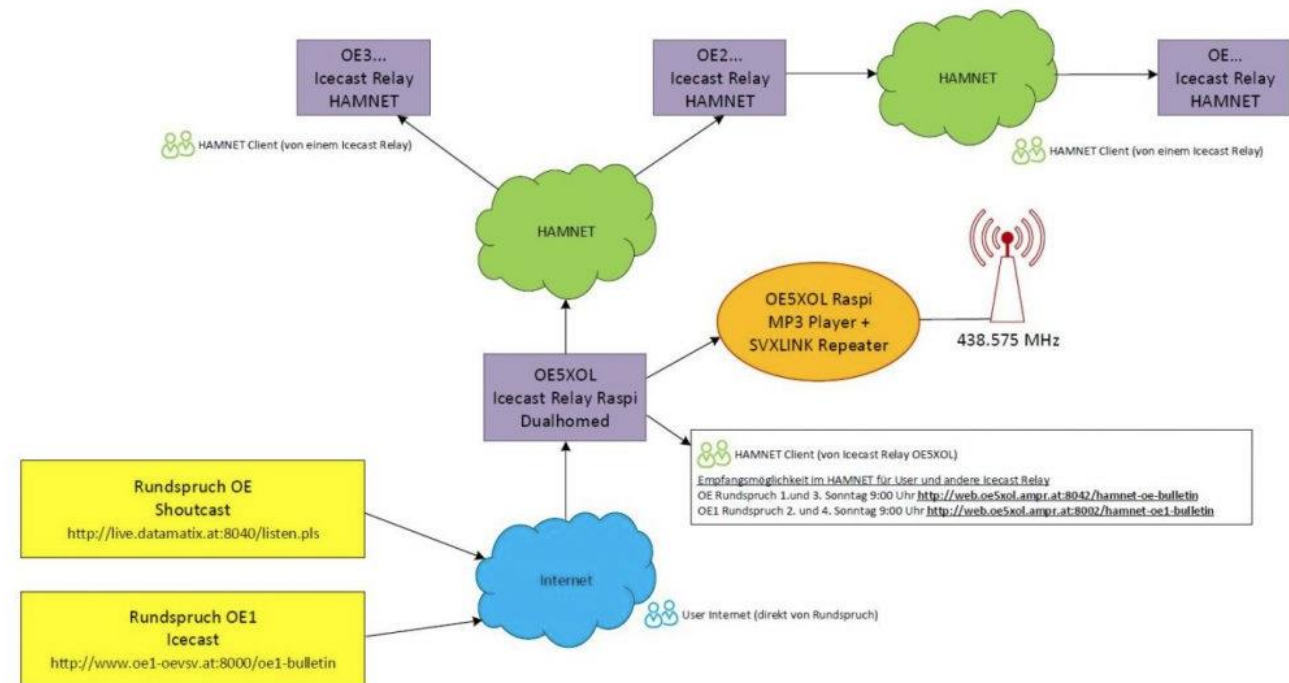 OE3...
Icecast Relay
HAMNET
OE2...
Icecast Relay
HAMNET
HAMNET
OE...
Icecast Relay
HAMNET
HAMNET Client (von einem Icecast Relay)
HAMNET Client (von einem Icecast Relay)
HAMNET
OE5XOL Raspi
MP3 Player +
SVXLINK Repeater
438.575 MHz
OE5XOL
Icecast Relay Raspi
Dualhomed
HAMNET Client (von Icecast Relay OE5XOL)
Empfangsmöglichkeit im HAMNET für User und andere Icecast Relay
OE Rundspruch 1.und 3. Sonntag 9:00 Uhr http://web.oe5xol.ampr.at:8042/hamnet-oe-bulletin
OE1 Rundspruch 2. und 4. Sonntag 9:00 Uhr http://web.oe5xol.ampr.at:8002/hamnet-oe1-bulletin
Rundspruch OE
Shoutcast
http://live.datamatix.at:8040/listen.pls
Internet
User Internet (direkt von Rundspruch)
Rundspruch OE1
Icecast
http://www.oe1-oevsv.at:8000/oe1-bulletin